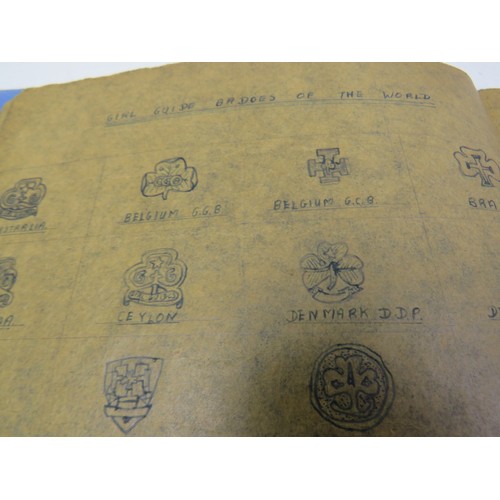 GIRL GUIDE BADGES OF THE WORLD
BELGIUM G.G.B. BELGIUM G.C.B.
CEYLON DENMARK D.D.P.